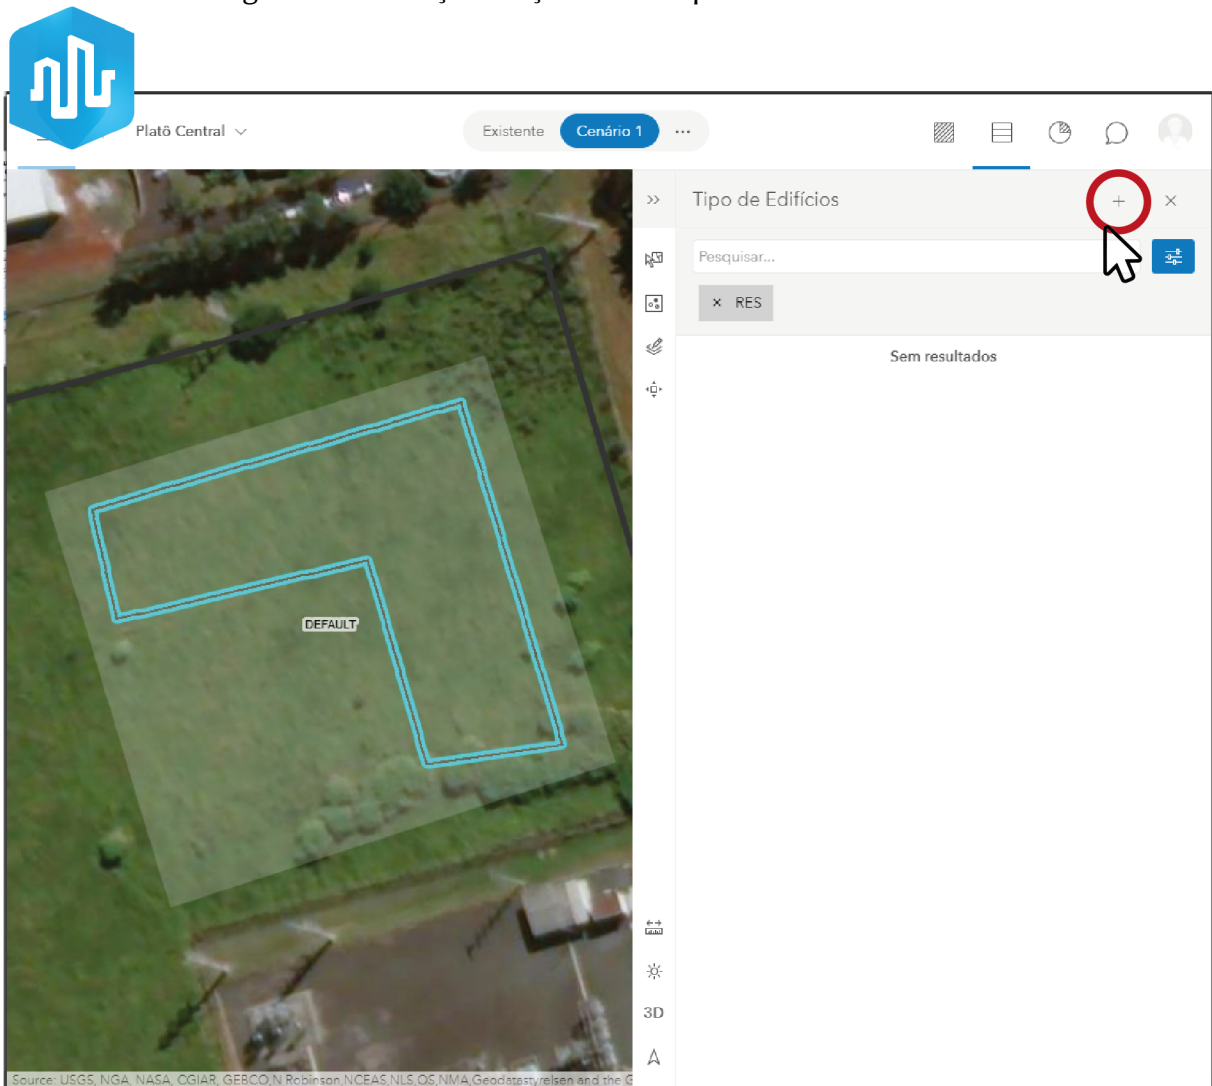 Platô Central
Existente
Cenário 1
Tipo de Edifícios
Pesquisar...
× RES
Sem resultados
DEFAULT
3D
Source: USGS, NGA, NASA, CGIAR, GEBCO,N Robinson,NCEAS,NLS,OS,NMA,Geodatastyrelsen and the G